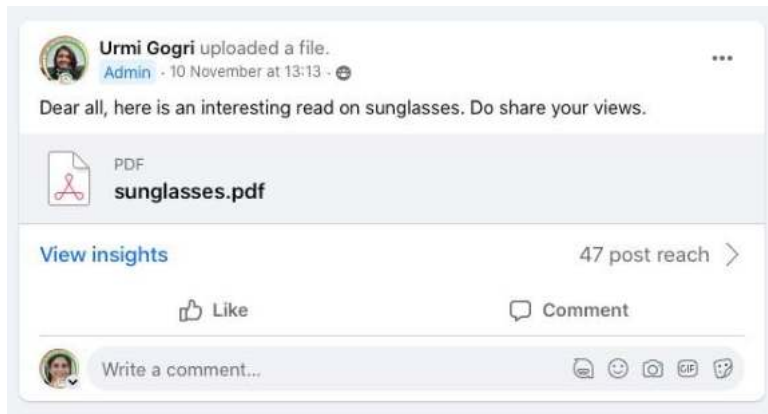 Urmi Gogri uploaded a file.
Admin · 10 November at 13:13 ·
Dear all, here is an interesting read on sunglasses. Do share your views.
PDF
sunglasses.pdf
View insights
47 post reach
Like
Comment
Write a comment...
GIF